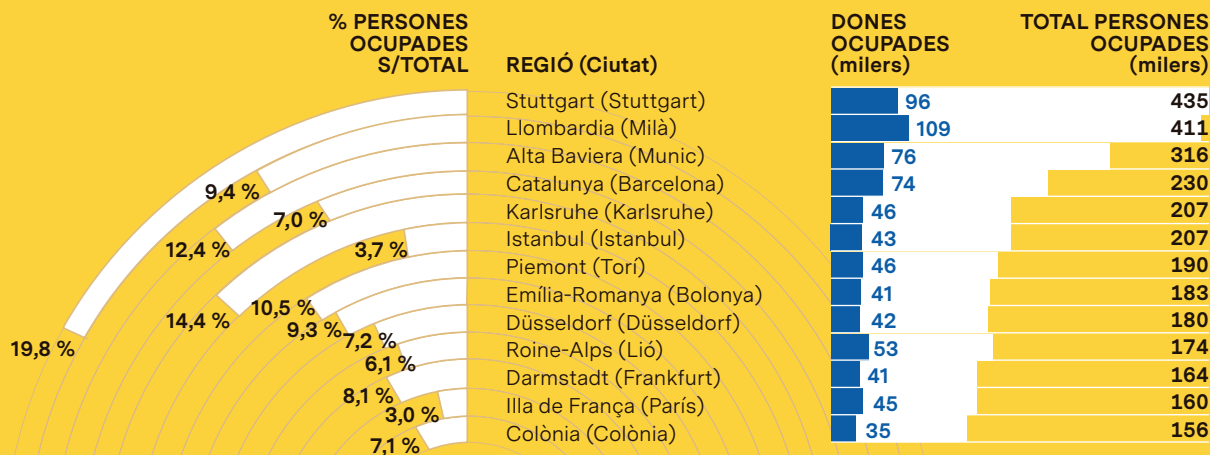 % PERSONES
OCUPADES
S/TOTAL
REGIÓ (Ciutat)
DONES
OCUPADES
(milers)
TOTAL PERSONES
OCUPADES
(milers)
Stuttgart (Stuttgart) 96 435
Llombardia (Milà) 109 411
Alta Baviera (Munic) 76 316
Catalunya (Barcelona) 74 230
Karlsruhe (Karlsruhe) 46 207
Istanbul (Istanbul) 43 207
Piemont (Torí) 46 190
Emília-Romanya (Bolonya) 41 183
Düsseldorf (Düsseldorf) 42 180
Roine-Alps (Lió) 53 174
Darmstadt (Frankfurt) 41 164
Illa de França (París) 45 160
Colònia (Colònia) 35 156
9,4 %
7,0 %
12,4 %
3,7 %
10,5 %
14,4 %
9,3 %
7,2 %
19,8 %
6,1 %
8,1 %
3,0 %
7,1 %